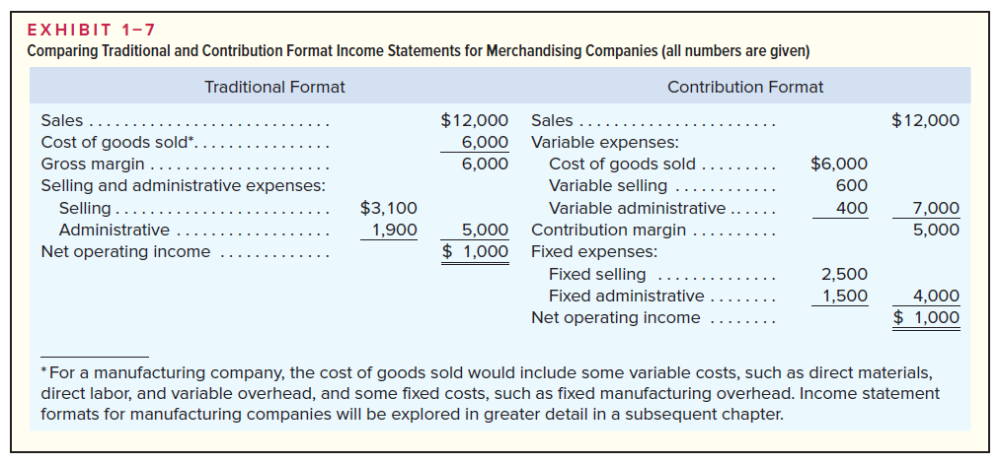 EXHIBIT 1–7
Comparing Traditional and Contribution Format Income Statements for Merchandising Companies (all numbers are given)
Traditional Format Contribution Format
Sales . . . . . . . . . . . . . . . . . . . . . . . . . . . . $12,000 Sales . . . . . . . . . . . . . . . . . . . . . . . $12,000
Cost of goods sold*. . . . . . . . . . . . . . . . 6,000 Variable expenses:
Gross margin . . . . . . . . . . . . . . . . . . . . . 6,000 Cost of goods sold . . . . . . . . . $6,000
Selling and administrative expenses: Variable selling . . . . . . . . . . . . 600
Selling . . . . . . . . . . . . . . . . . . . . . . . . . $3,100 Variable administrative . . . . . . 400 7,000
Administrative . . . . . . . . . . . . . . . . . . 1,900 5,000 Contribution margin . . . . . . . . . . 5,000
Net operating income . . . . . . . . . . . . . $ 1,000 Fixed expenses:
Fixed selling . . . . . . . . . . . . . . 2,500
Fixed administrative . . . . . . . . 1,500 4,000
Net operating income . . . . . . . . $ 1,000
*For a manufacturing company, the cost of goods sold would include some variable costs, such as direct materials,
direct labor, and variable overhead, and some fixed costs, such as fixed manufacturing overhead. Income statement
formats for manufacturing companies will be explored in greater detail in a subsequent chapter.